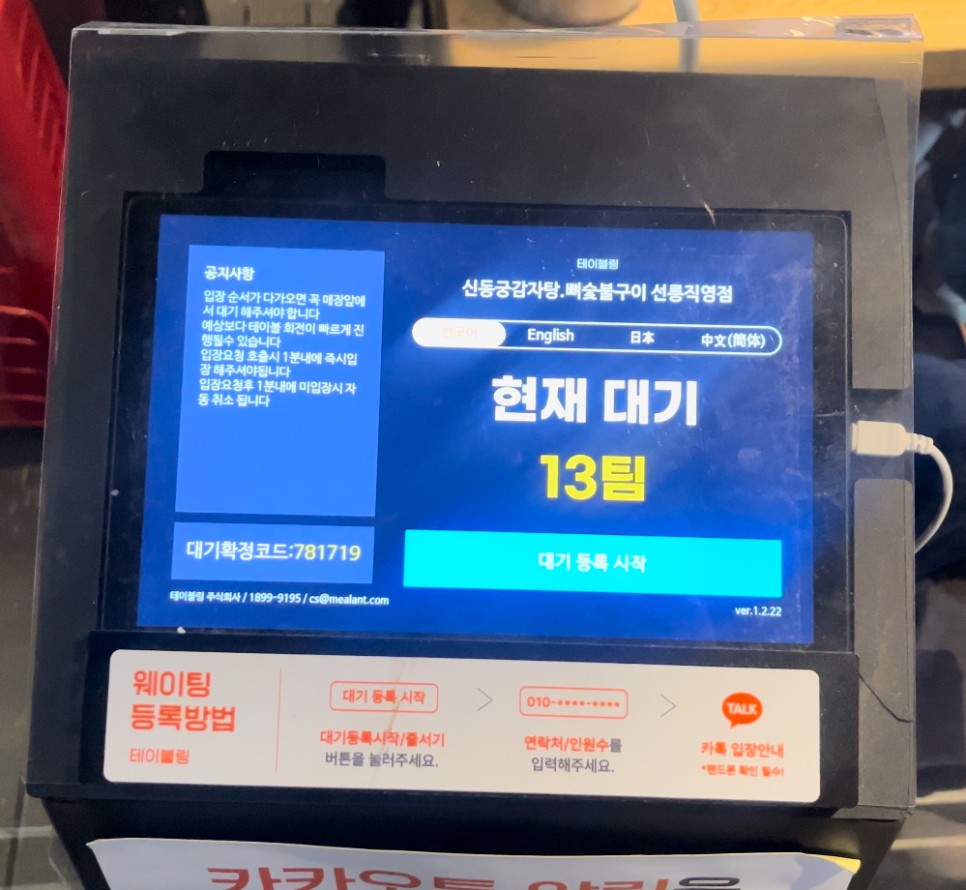 공지사항
입장 순서가 다가오면 꼭 매장앞에
서 대기 해주셔야 합니다
예상보다 테이블 회전이 빠르게 진
행될수 있습니다
입장요청 호출시 1분내에 즉시입
장 해주셔야됩니다
입장요청후 1분내에 미입장시 자
동 취소 됩니다
대기확정코드:781719
테이블링 주식회사 / 1899-9195 / cs@mealant.com
테이블링
신동궁감자탕.뼈숯불구이 선릉직영점
한국어 English 日本 中文(简体)
현재 대기
13팀
대기 등록 시작
ver.1.2.22
웨이팅
등록방법
테이블링
대기 등록 시작
대기등록시작/줄서기
버튼을 눌러주세요.
010-****-****
연락처/인원수를
입력해주세요.
TALK
카톡 입장안내
*핸드폰 확인 필수!